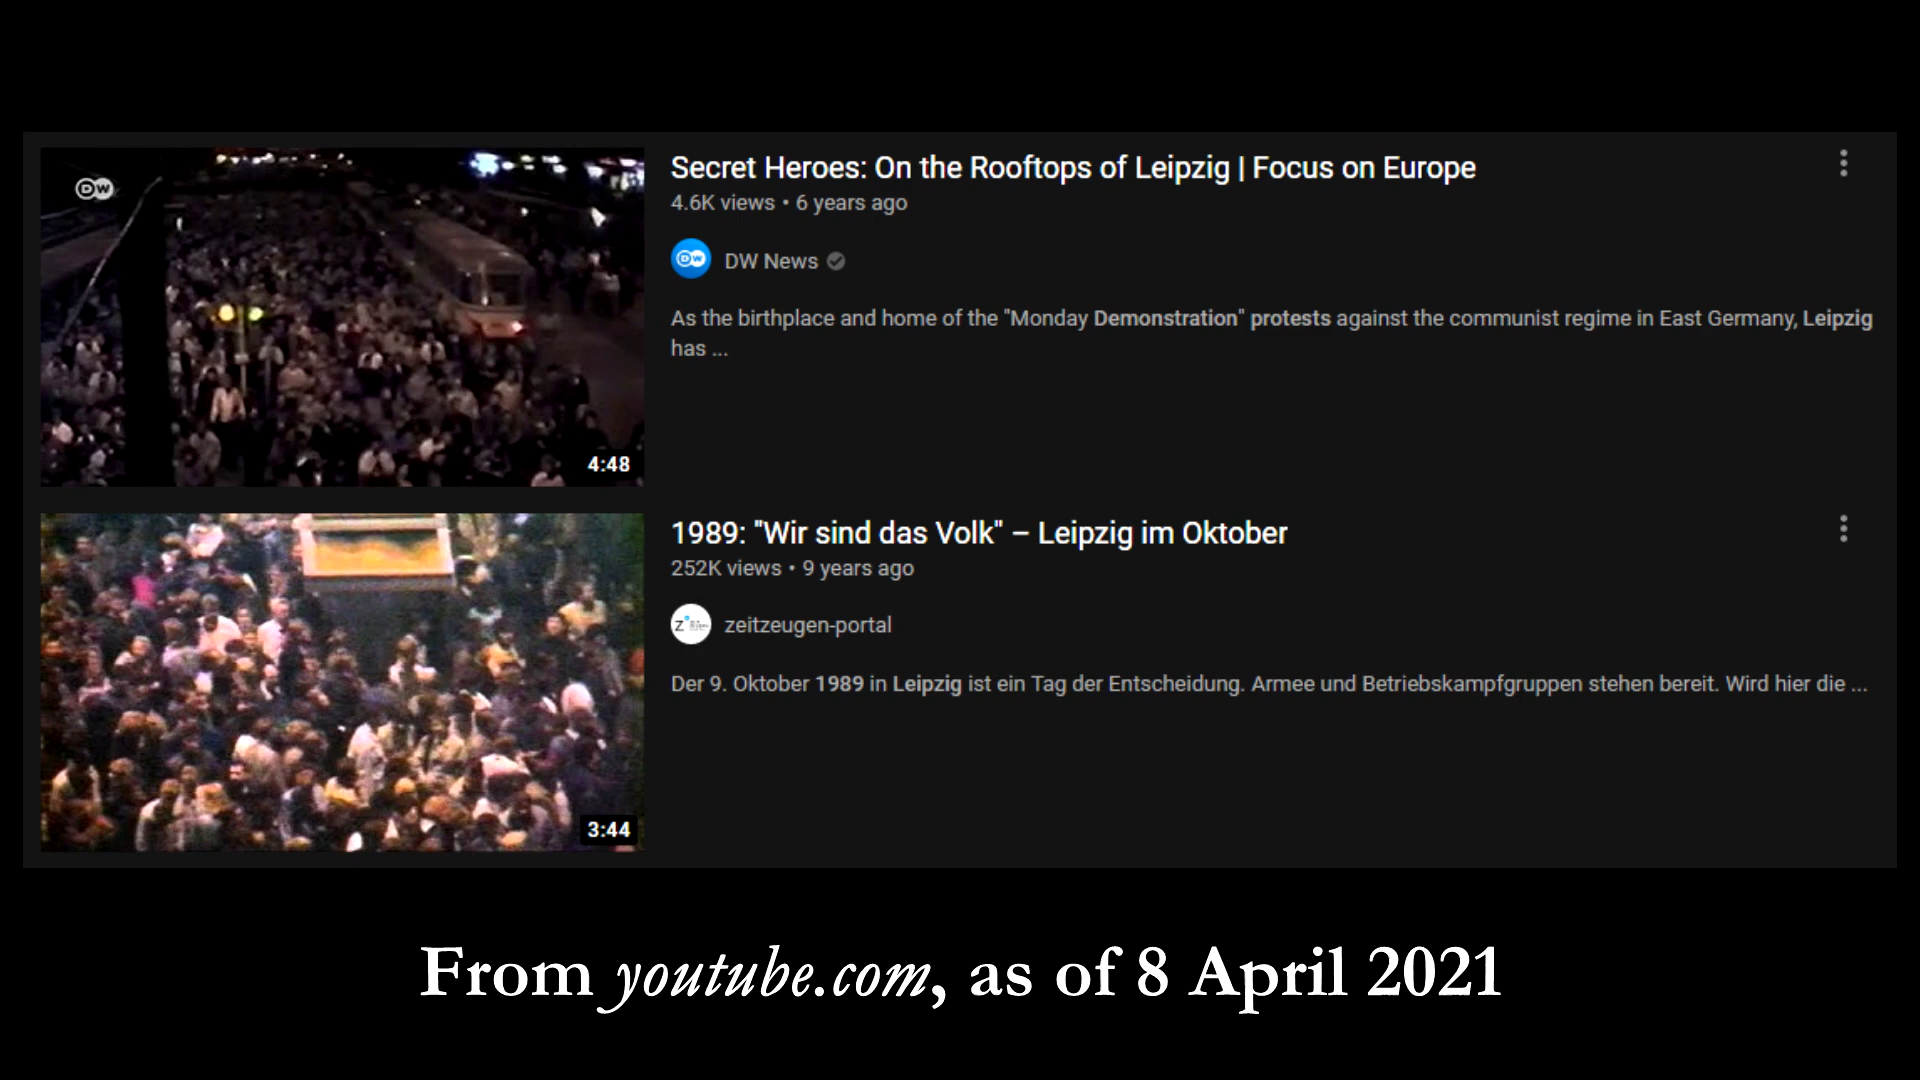 DW
Secret Heroes: On the Rooftops of Leipzig | Focus on Europe
4.6K views • 6 years ago
DW
DW News
As the birthplace and home of the "Monday Demonstration" protests against the communist regime in East Germany, Leipzig
has ...
4:48
1989: "Wir sind das Volk" – Leipzig im Oktober
252K views • 9 years ago
zeitzeugen-portal
Der 9. Oktober 1989 in Leipzig ist ein Tag der Entscheidung. Armee und Betriebskampfgruppen stehen bereit. Wird hier die ...
3:44
From youtube.com, as of 8 April 2021